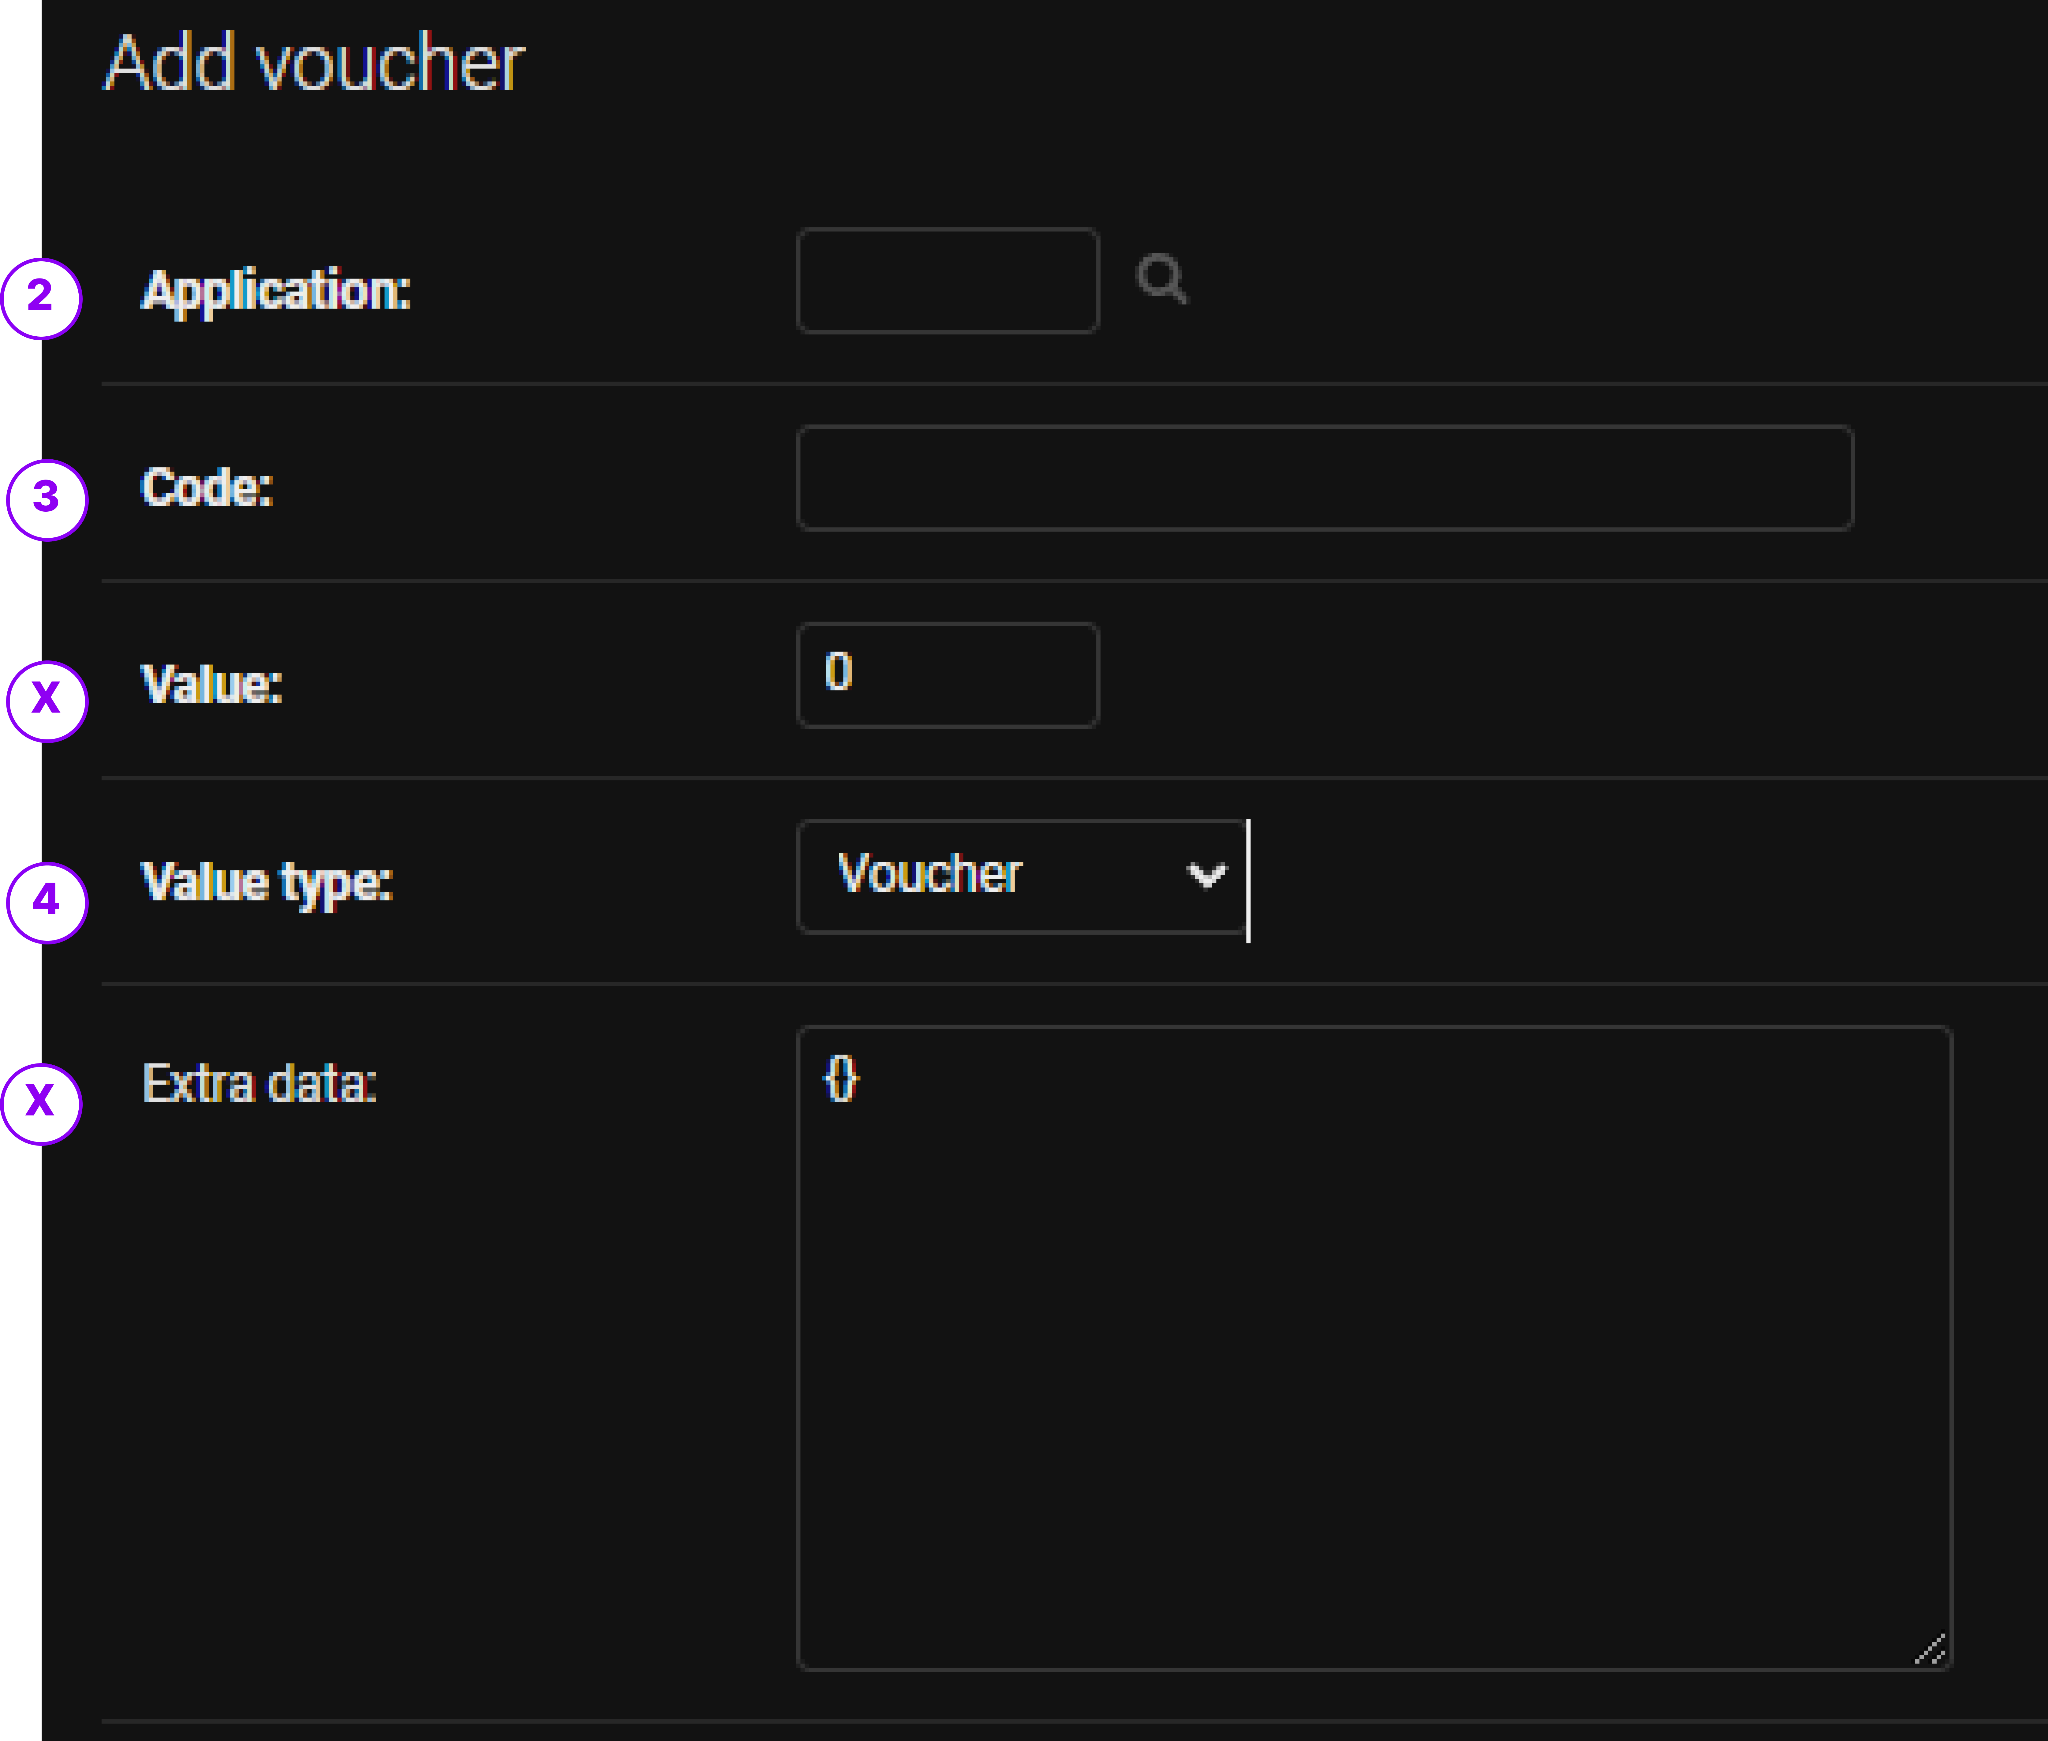 Add voucher
2 Application:
3 Code:
X Value: 0
4 Value type: Voucher
X Extra data: {}